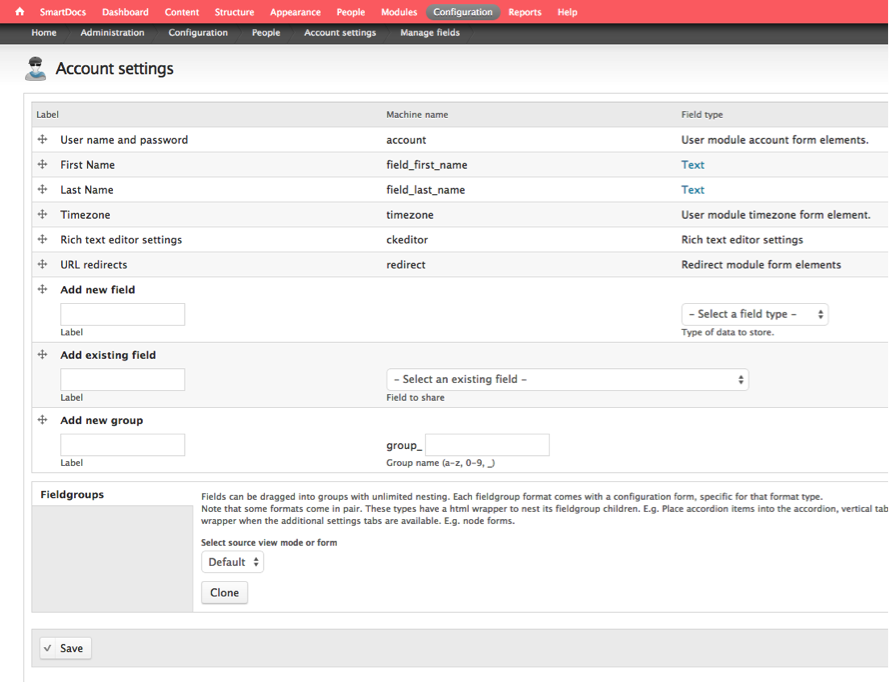 SmartDocs Dashboard Content Structure Appearance People Modules Configuration Reports Help
Home Administration Configuration People Account settings Manage fields
Account settings
Label Machine name Field type
User name and password account User module account form elements.
First Name field_first_name Text
Last Name field_last_name Text
Timezone timezone User module timezone form element.
Rich text editor settings ckeditor Rich text editor settings
URL redirects redirect Redirect module form elements
Add new field
– Select a field type –
Label Type of data to store.
Add existing field
– Select an existing field –
Label Field to share
Add new group
group_
Label Group name (a–z, 0–9, _)
Fieldgroups
Fields can be dragged into groups with unlimited nesting. Each fieldgroup format comes with a configuration form, specific for that format type.
Note that some formats come in pair. These types have a html wrapper to nest its fieldgroup children. E.g. Place accordion items into the accordion, vertical tab
wrapper when the additional settings tabs are available. E.g. node forms.
Select source view mode or form
Default
Clone
Save